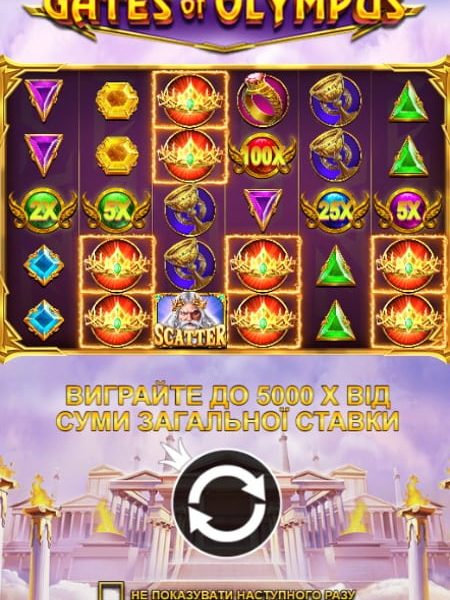 GATES OF OLYMPUS
100X
2X 5X 25X 5X
SCATTER
ВИГРАЙТЕ ДО 5000 X ВІД
СУМИ ЗАГАЛЬНОЇ СТАВКИ
НЕ ПОКАЗУВАТИ НАСТУПНОГО РАЗУ